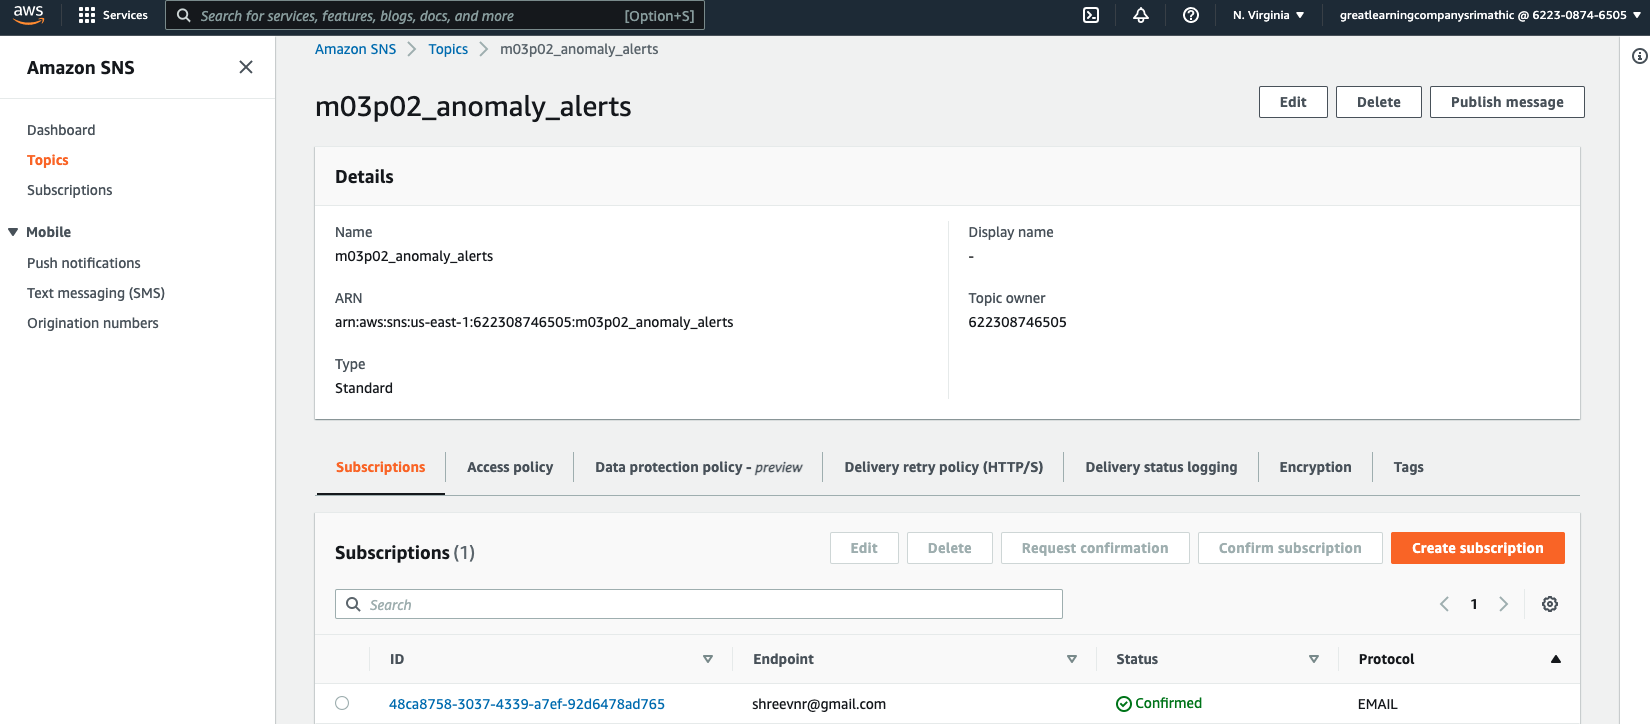 aws Services Search for services, features, blogs, docs, and more [Option+S] N. Virginia greatlearningcompanysrimathic @ 6223-0874-6505
Amazon SNS
Dashboard
Topics
Subscriptions
Mobile
Push notifications
Text messaging (SMS)
Origination numbers
Amazon SNS Topics m03p02_anomaly_alerts
m03p02_anomaly_alerts
Edit Delete Publish message
Details
Name
m03p02_anomaly_alerts
ARN
arn:aws:sns:us-east-1:622308746505:m03p02_anomaly_alerts
Type
Standard
Display name
-
Topic owner
622308746505
Subscriptions Access policy Data protection policy - preview Delivery retry policy (HTTP/S) Delivery status logging Encryption Tags
Subscriptions (1)
Edit Delete Request confirmation Confirm subscription Create subscription
Search
1
ID Endpoint Status Protocol
48ca8758-3037-4339-a7ef-92d6478ad765 shreevnr@gmail.com Confirmed EMAIL